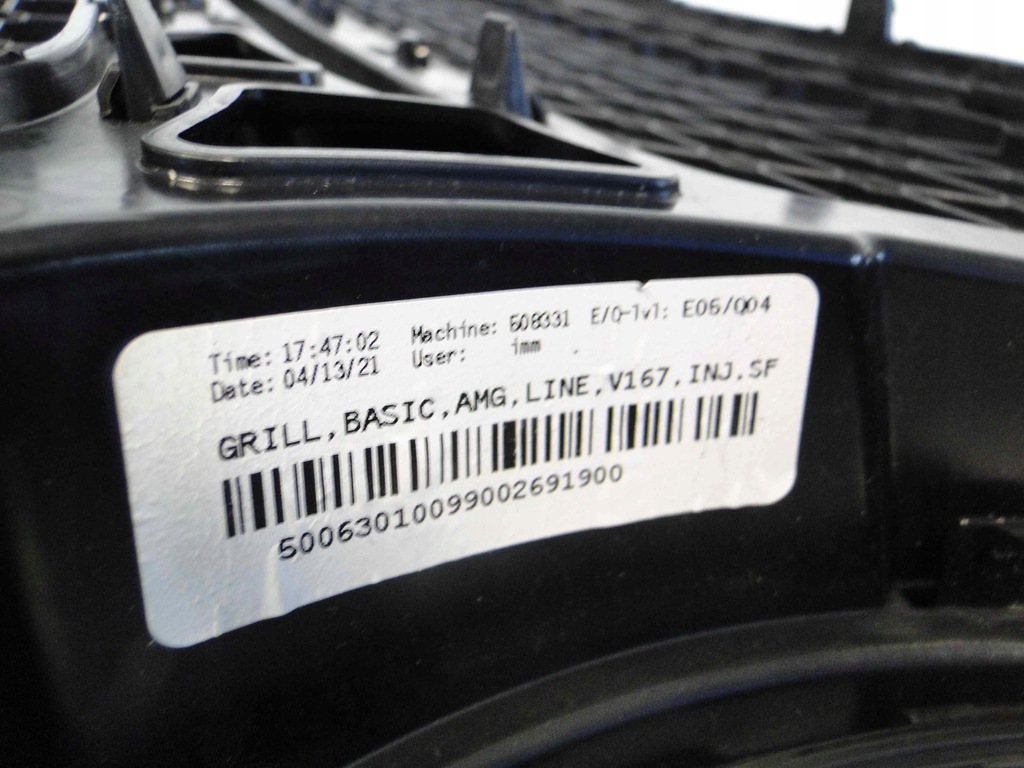 Time: 17:47:02 Machine: 608331 E/Q-lvl: E06/Q04
Date: 04/13/21 User: imm
GRILL,BASIC,AMG,LINE,V167,INJ.SF
50063010099002691900